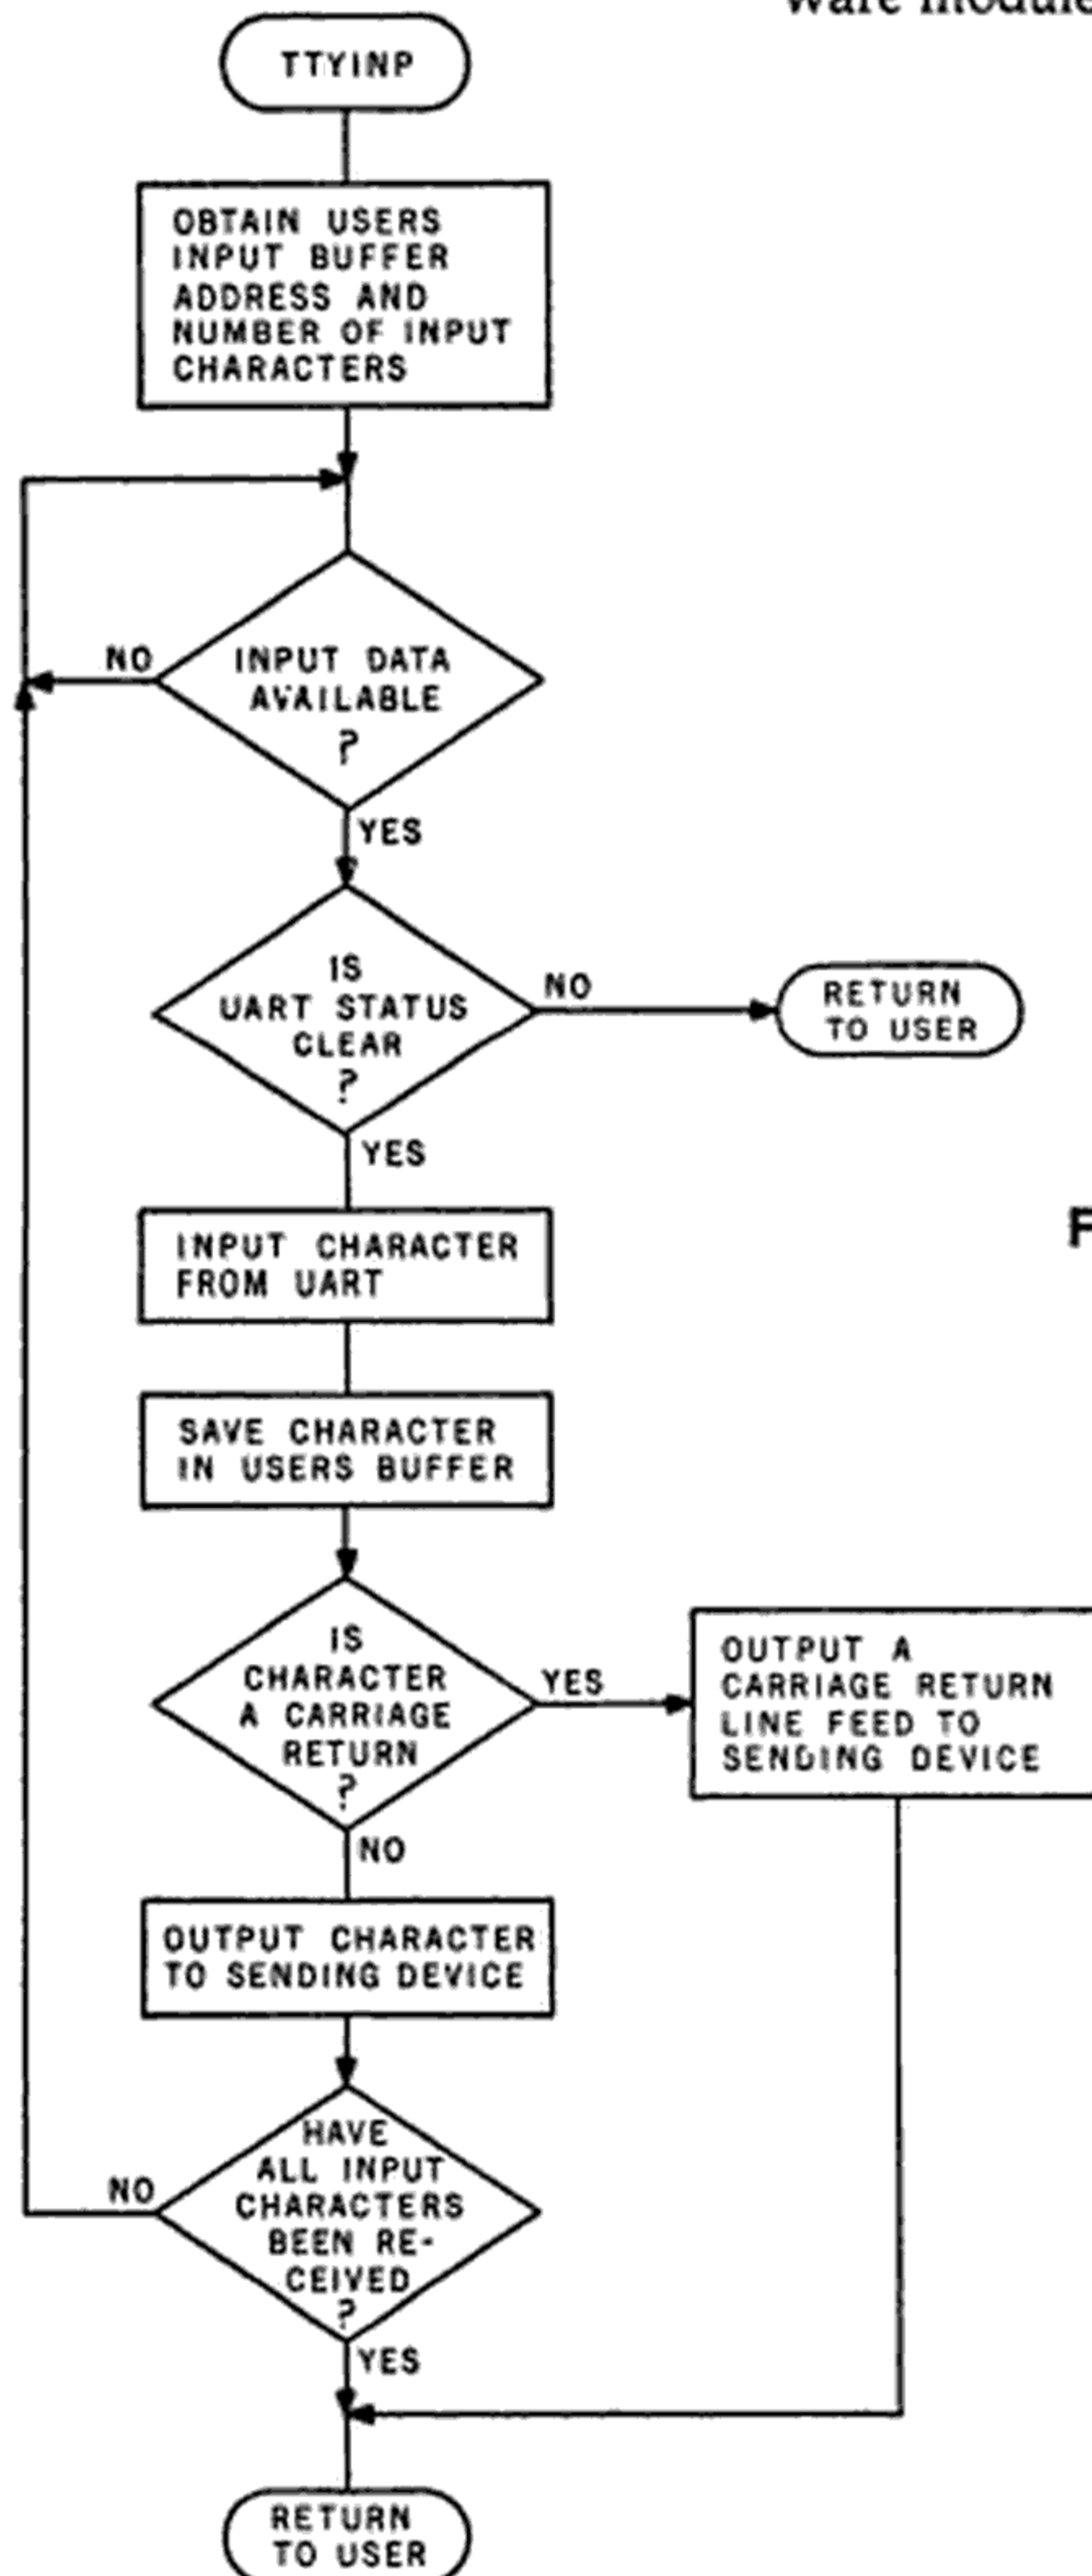 ware module
TTYINP
OBTAIN USERS
INPUT BUFFER
ADDRESS AND
NUMBER OF INPUT
CHARACTERS
NO
INPUT DATA
AVAILABLE
?
YES
IS
UART STATUS
CLEAR
?
NO
RETURN
TO USER
YES
INPUT CHARACTER
FROM UART
F
SAVE CHARACTER
IN USERS BUFFER
IS
CHARACTER
A CARRIAGE
RETURN
?
YES
OUTPUT A
CARRIAGE RETURN
LINE FEED TO
SENDING DEVICE
NO
OUTPUT CHARACTER
TO SENDING DEVICE
HAVE
ALL INPUT
CHARACTERS
BEEN RE-
CEIVED
?
NO
YES
RETURN
TO USER